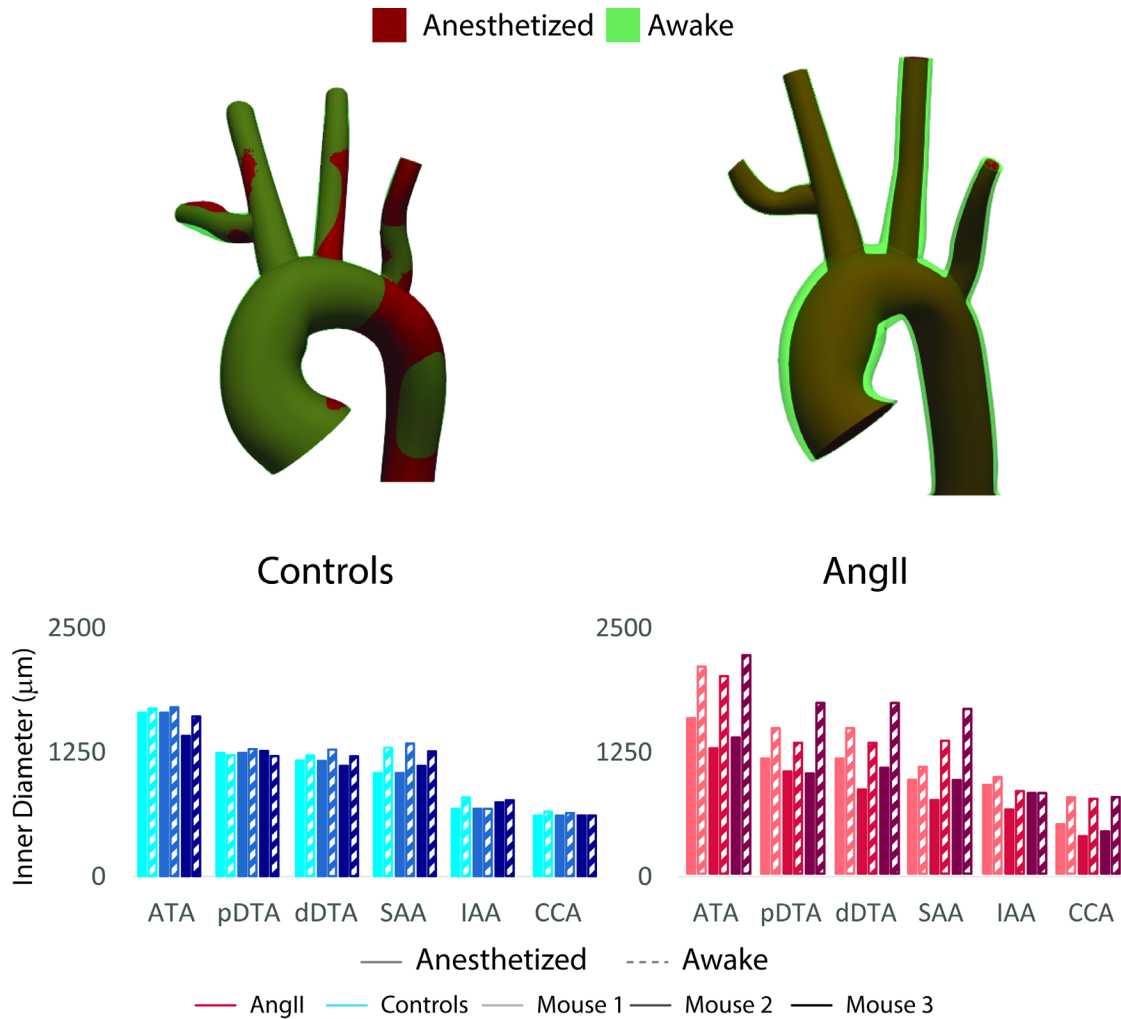 Anesthetized Awake
Controls
AngII
Inner Diameter (μm)
2500
1250
0
ATA pDTA dDTA SAA IAA CCA
2500
1250
0
ATA pDTA dDTA SAA IAA CCA
Anesthetized Awake
AngII Controls Mouse 1 Mouse 2 Mouse 3